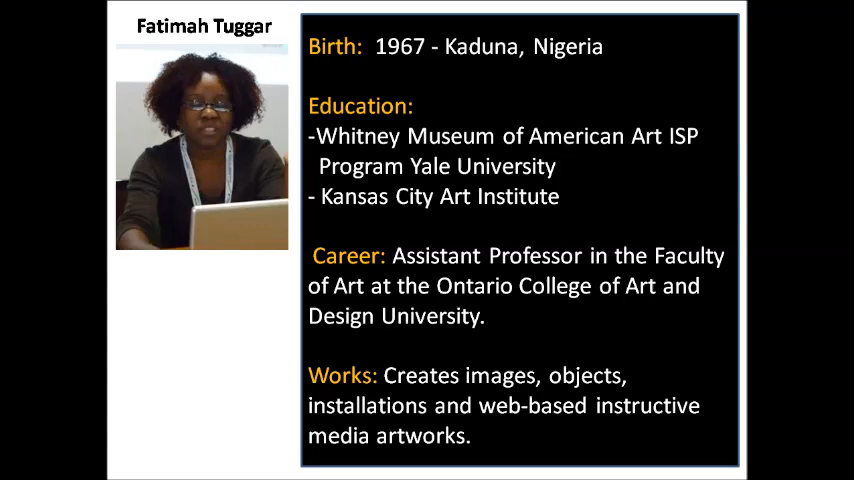 Fatimah Tuggar
Birth: 1967 - Kaduna, Nigeria
Education:
-Whitney Museum of American Art ISP
Program Yale University
- Kansas City Art Institute
Career: Assistant Professor in the Faculty
of Art at the Ontario College of Art and
Design University.
Works: Creates images, objects,
installations and web-based instructive
media artworks.